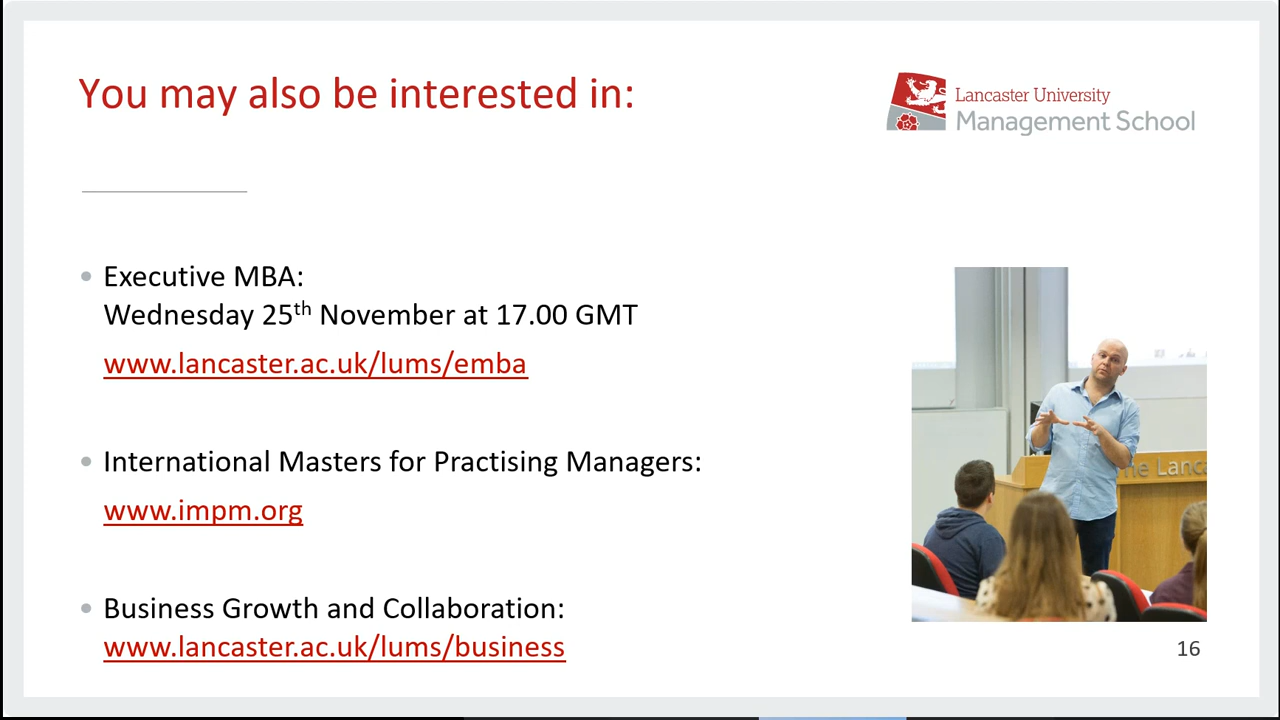 You may also be interested in:
Lancaster University
Management School
• Executive MBA:
Wednesday 25th November at 17.00 GMT
www.lancaster.ac.uk/lums/emba
• International Masters for Practising Managers:
www.impm.org
he Lanca
• Business Growth and Collaboration:
www.lancaster.ac.uk/lums/business
16